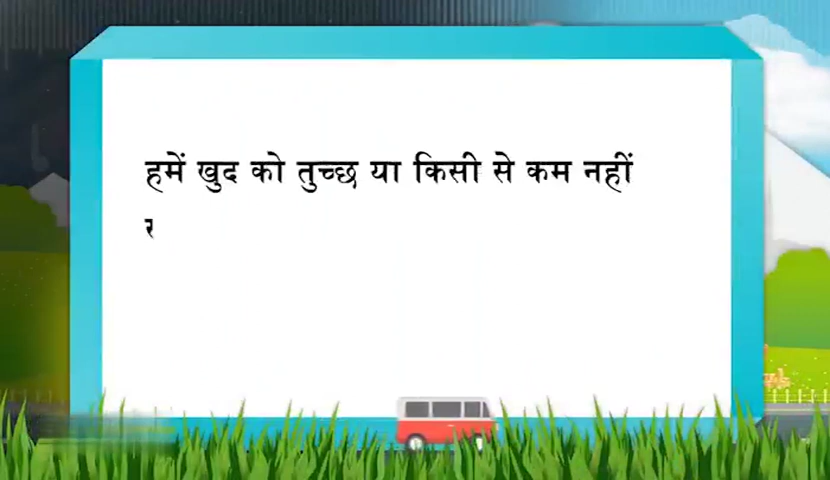 हमें खुद को तुच्छ या किसी से कम नहीं